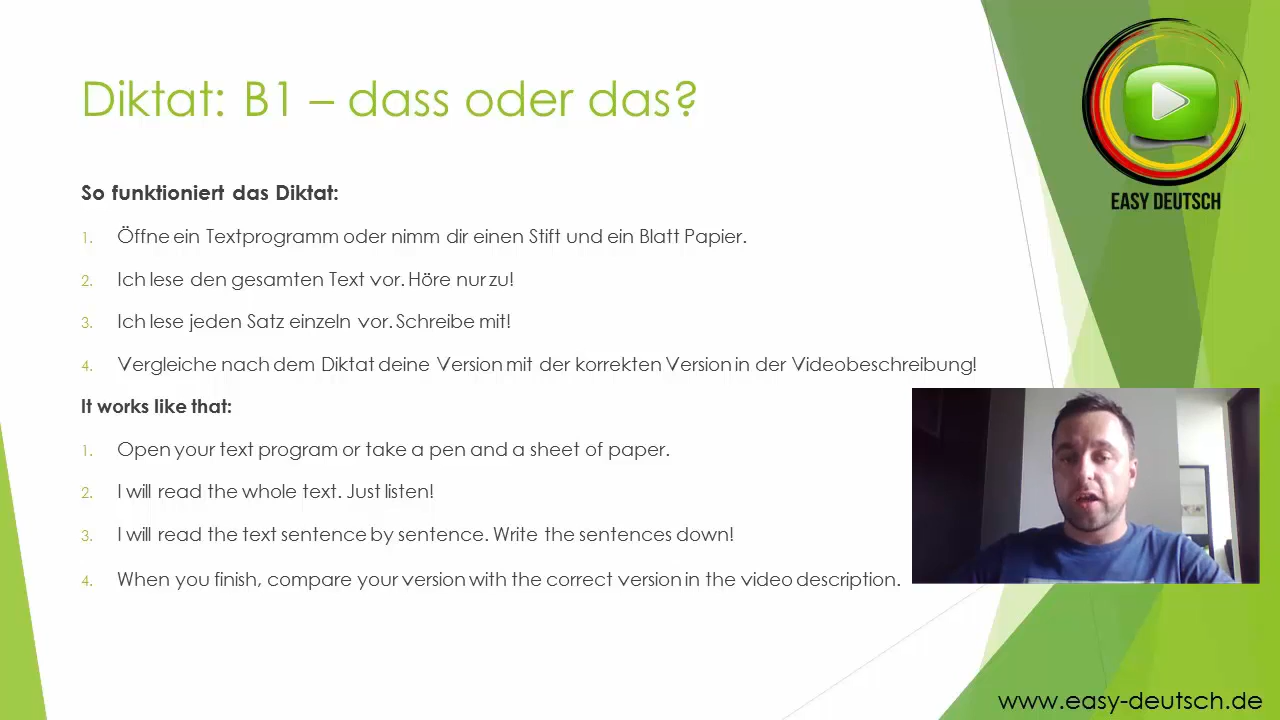 Diktat: B1 – dass oder das?
EASY DEUTSCH
So funktioniert das Diktat:
1. Öffne ein Textprogramm oder nimm dir einen Stift und ein Blatt Papier.
2. Ich lese den gesamten Text vor. Höre nur zu!
3. Ich lese jeden Satz einzeln vor. Schreibe mit!
4. Vergleiche nach dem Diktat deine Version mit der korrekten Version in der Videobeschreibung!
It works like that:
1. Open your text program or take a pen and a sheet of paper.
2. I will read the whole text. Just listen!
3. I will read the text sentence by sentence. Write the sentences down!
4. When you finish, compare your version with the correct version in the video description.
www.easy-deutsch.de